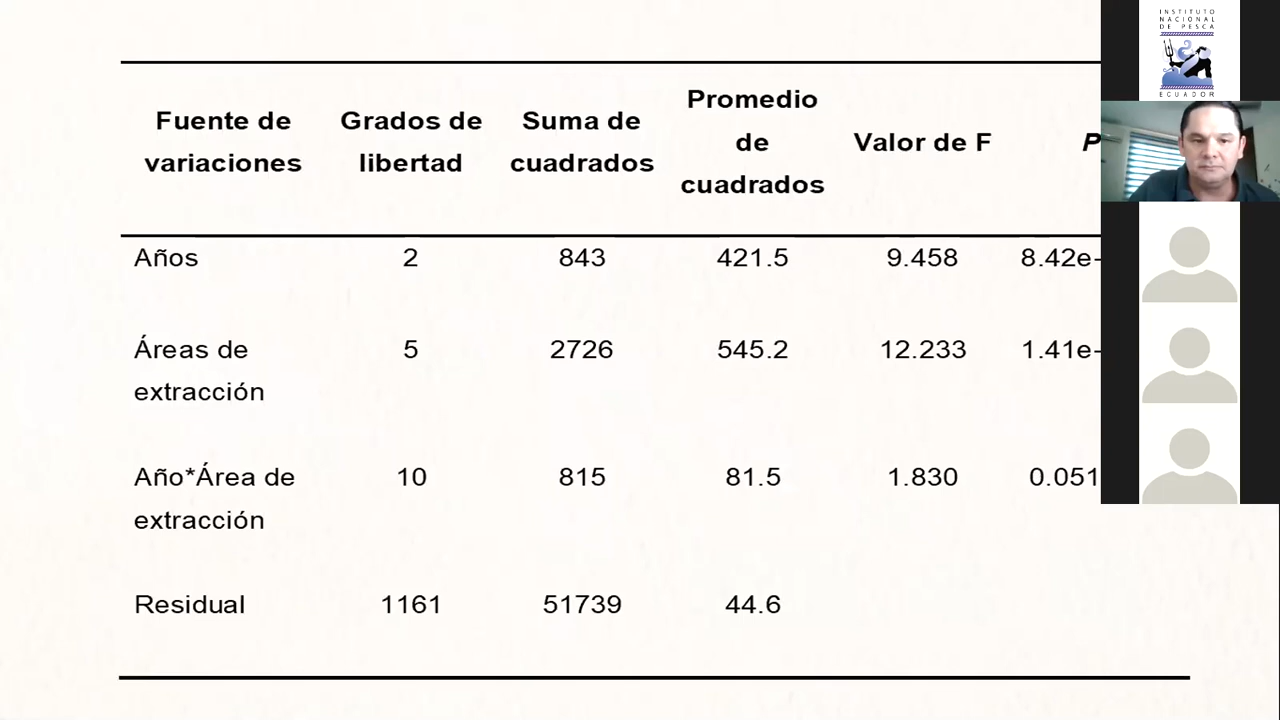 INSTITUTO
NACIONAL
DE PESCA
ECUADOR
Fuente de variaciones Grados de libertad Suma de cuadrados Promedio de cuadrados Valor de F P
Años 2 843 421.5 9.458 8.42e-
Áreas de extracción 5 2726 545.2 12.233 1.41e-
Año*Área de extracción 10 815 81.5 1.830 0.051
Residual 1161 51739 44.6